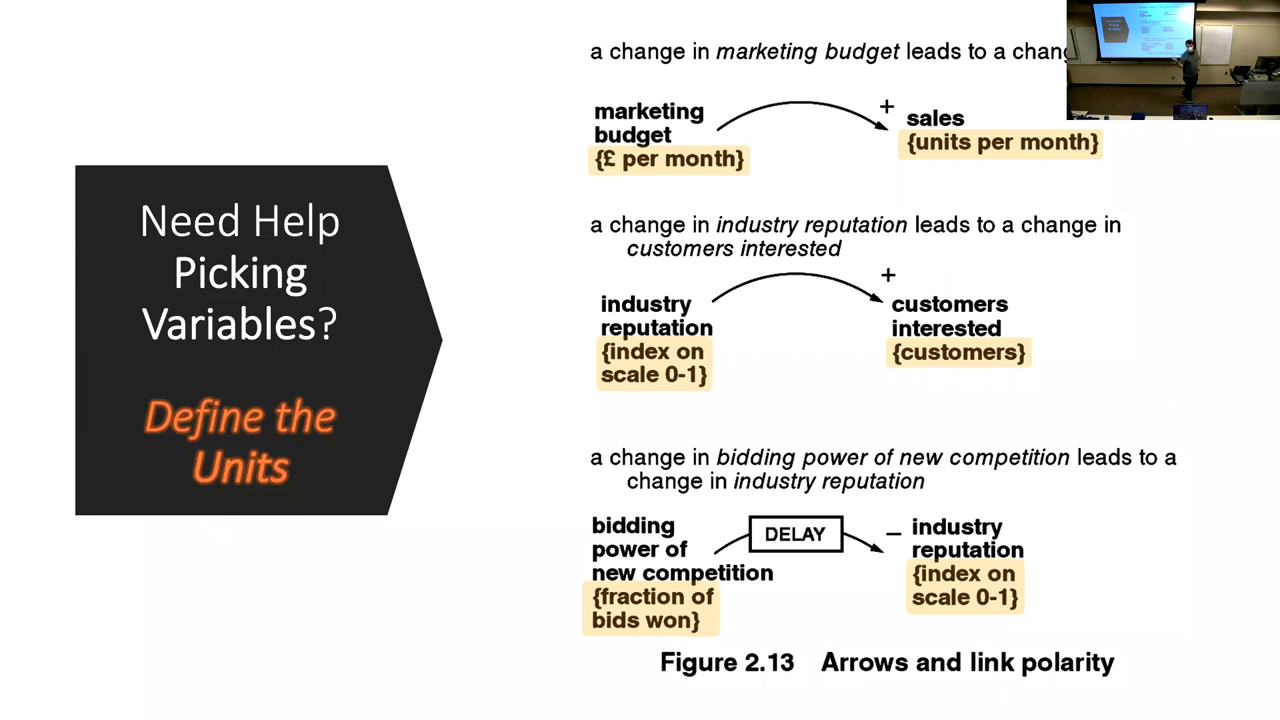 Need Help
Picking
Variables?
Define the
Units
a change in marketing budget leads to a
marketing
budget
{£ per month}
+
sales
{units per month}
a change in industry reputation leads to a change in
customers interested
industry
reputation
{index on
scale 0-1}
+
customers
interested
{customers}
a change in bidding power of new competition leads to a
change in industry reputation
bidding
power of
new competition
{fraction of
bids won}
DELAY
–
industry
reputation
{index on
scale 0-1}
Figure 2.13 Arrows and link polarity